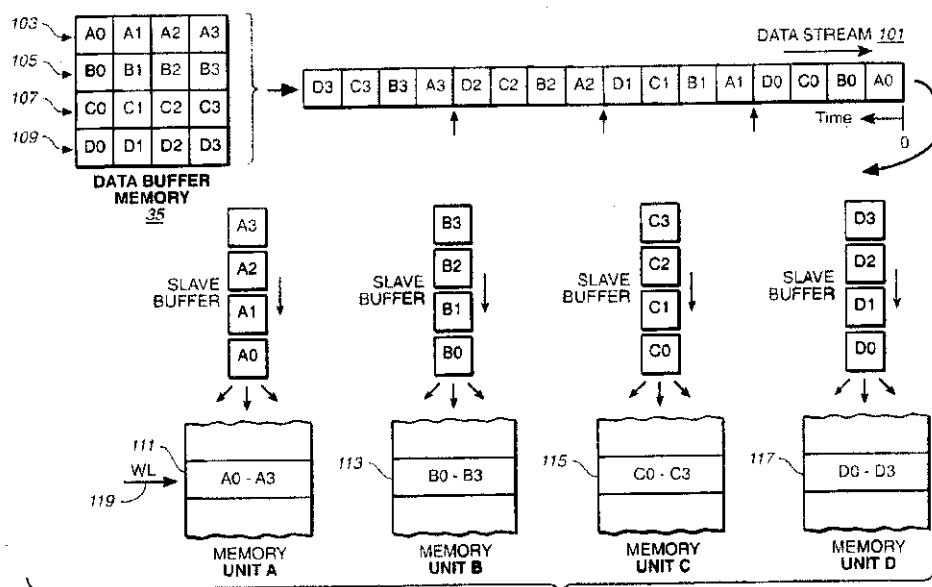 103 A0 A1 A2 A3
105 B0 B1 B2 B3
107 C0 C1 C2 C3
109 D0 D1 D2 D3
DATA BUFFER
MEMORY
35
DATA STREAM 101
D3 C3 B3 A3 D2 C2 B2 A2 D1 C1 B1 A1 D0 C0 B0 A0
Time
0
A3
A2
A1
A0
SLAVE
BUFFER
B3
B2
B1
B0
SLAVE
BUFFER
C3
C2
C1
C0
SLAVE
BUFFER
D3
D2
D1
D0
SLAVE
BUFFER
111
WL
119
A0 - A3
MEMORY
UNIT A
113
B0 - B3
MEMORY
UNIT B
115
C0 - C3
MEMORY
UNIT C
117
D0 - D3
MEMORY
UNIT D